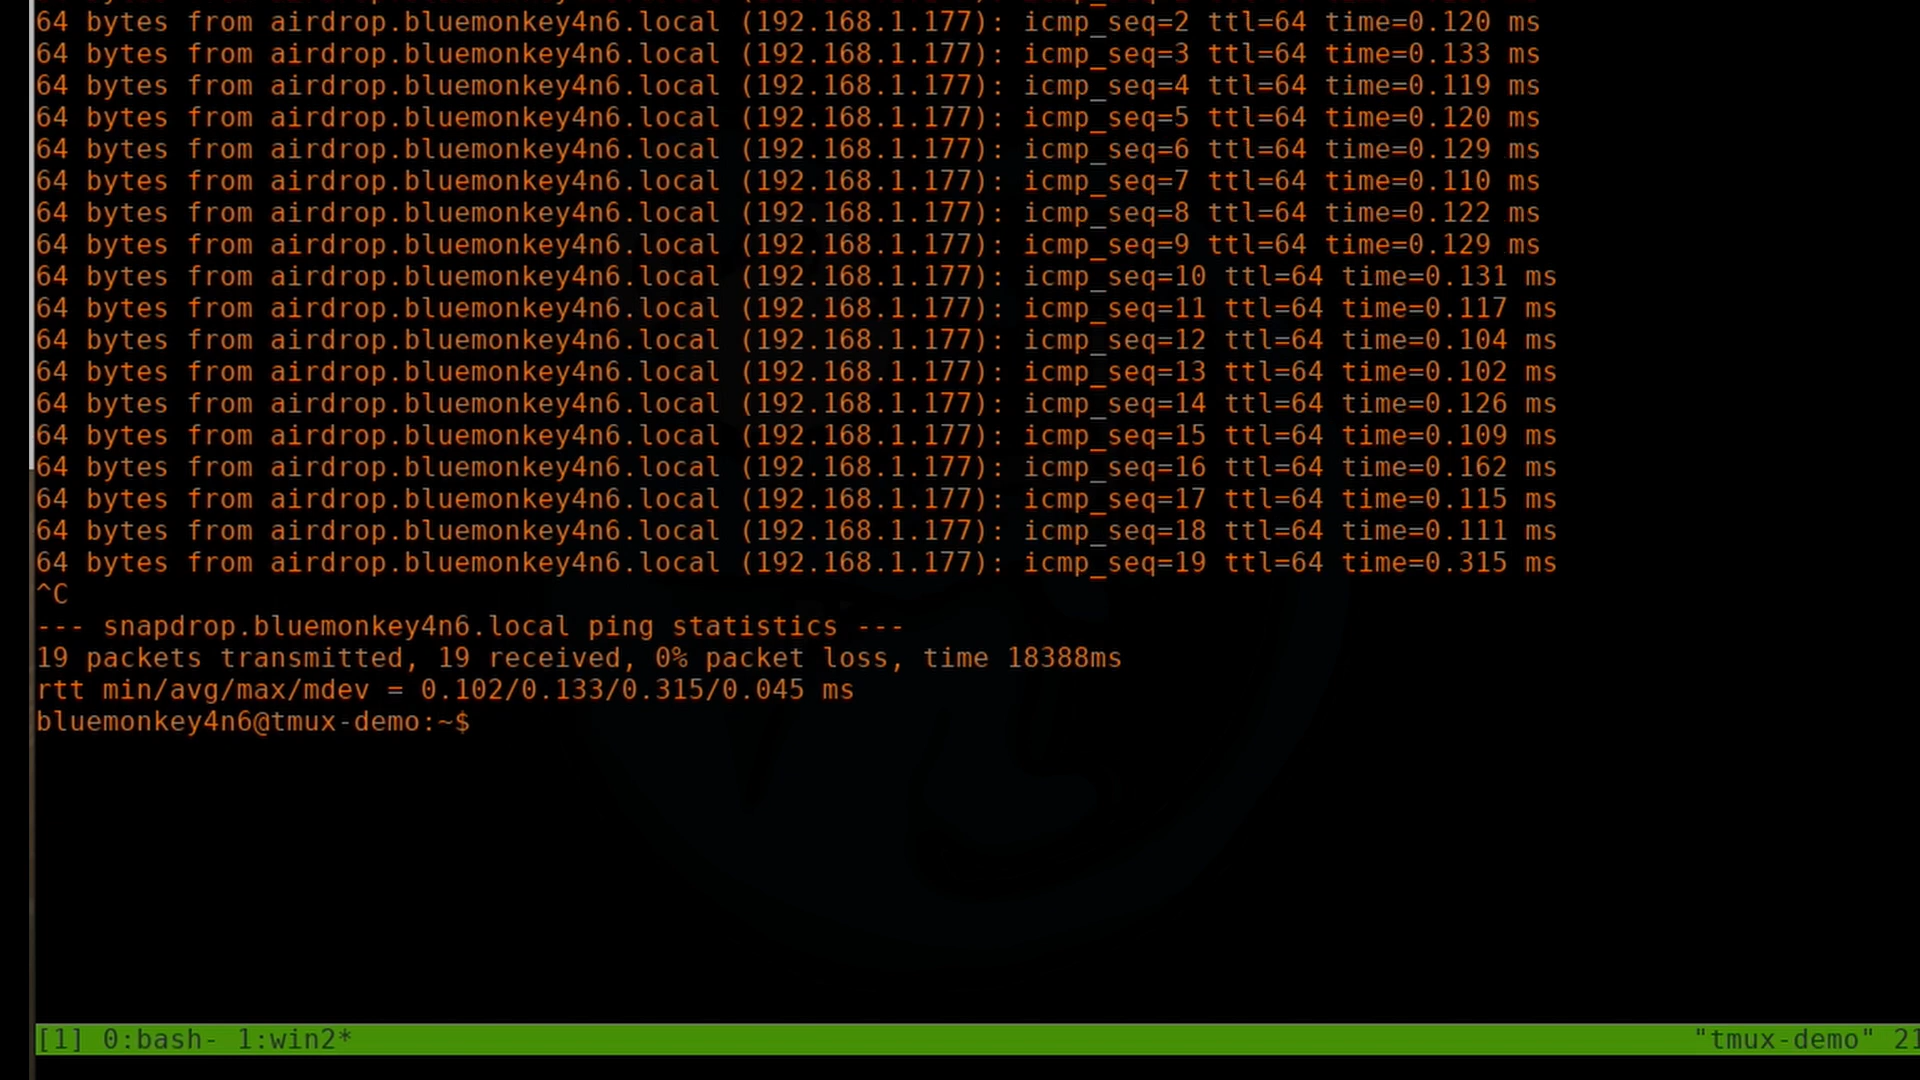 64 bytes from airdrop.bluemonkey4n6.local (192.168.1.177): icmp_seq=2 ttl=64 time=0.120 ms
64 bytes from airdrop.bluemonkey4n6.local (192.168.1.177): icmp_seq=3 ttl=64 time=0.133 ms
64 bytes from airdrop.bluemonkey4n6.local (192.168.1.177): icmp_seq=4 ttl=64 time=0.119 ms
64 bytes from airdrop.bluemonkey4n6.local (192.168.1.177): icmp_seq=5 ttl=64 time=0.120 ms
64 bytes from airdrop.bluemonkey4n6.local (192.168.1.177): icmp_seq=6 ttl=64 time=0.129 ms
64 bytes from airdrop.bluemonkey4n6.local (192.168.1.177): icmp_seq=7 ttl=64 time=0.110 ms
64 bytes from airdrop.bluemonkey4n6.local (192.168.1.177): icmp_seq=8 ttl=64 time=0.122 ms
64 bytes from airdrop.bluemonkey4n6.local (192.168.1.177): icmp_seq=9 ttl=64 time=0.129 ms
64 bytes from airdrop.bluemonkey4n6.local (192.168.1.177): icmp_seq=10 ttl=64 time=0.131 ms
64 bytes from airdrop.bluemonkey4n6.local (192.168.1.177): icmp_seq=11 ttl=64 time=0.117 ms
64 bytes from airdrop.bluemonkey4n6.local (192.168.1.177): icmp_seq=12 ttl=64 time=0.104 ms
64 bytes from airdrop.bluemonkey4n6.local (192.168.1.177): icmp_seq=13 ttl=64 time=0.102 ms
64 bytes from airdrop.bluemonkey4n6.local (192.168.1.177): icmp_seq=14 ttl=64 time=0.126 ms
64 bytes from airdrop.bluemonkey4n6.local (192.168.1.177): icmp_seq=15 ttl=64 time=0.109 ms
64 bytes from airdrop.bluemonkey4n6.local (192.168.1.177): icmp_seq=16 ttl=64 time=0.162 ms
64 bytes from airdrop.bluemonkey4n6.local (192.168.1.177): icmp_seq=17 ttl=64 time=0.115 ms
64 bytes from airdrop.bluemonkey4n6.local (192.168.1.177): icmp_seq=18 ttl=64 time=0.111 ms
64 bytes from airdrop.bluemonkey4n6.local (192.168.1.177): icmp_seq=19 ttl=64 time=0.315 ms
^C
--- snapdrop.bluemonkey4n6.local ping statistics ---
19 packets transmitted, 19 received, 0% packet loss, time 18388ms
rtt min/avg/max/mdev = 0.102/0.133/0.315/0.045 ms
bluemonkey4n6@tmux-demo:~$
[1] 0:bash- 1:win2* "tmux-demo" 21